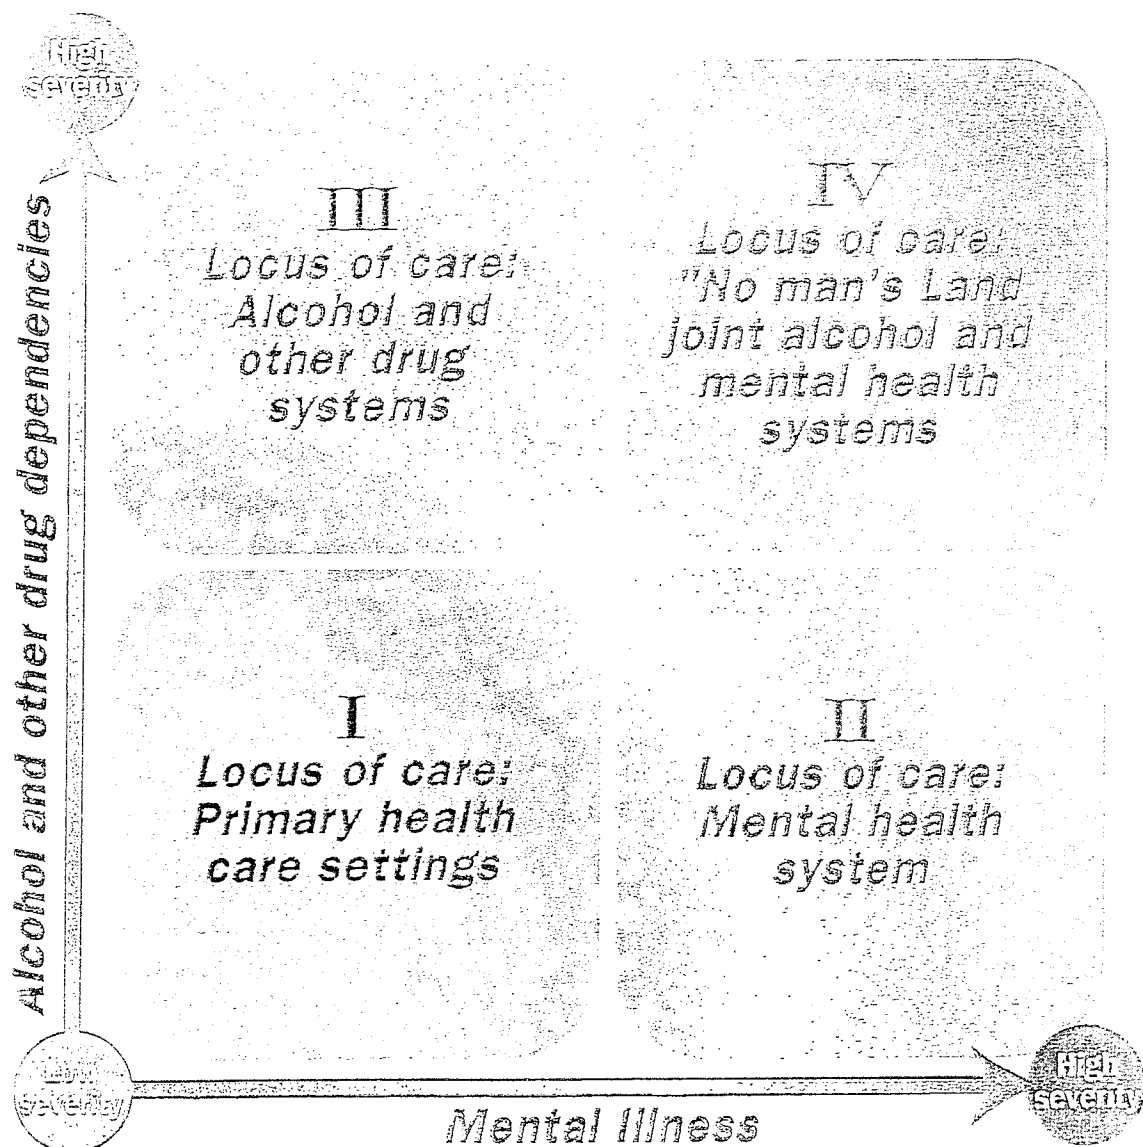 High
severity
Alcohol and other drug dependencies
III
Locus of care:
Alcohol and
other drug
systems
IV
Locus of care:
"No man's Land
joint alcohol and
mental health
systems
I
Locus of care:
Primary health
care settings
II
Locus of care:
Mental health
system
Low
severity
Mental Illness
High
severity